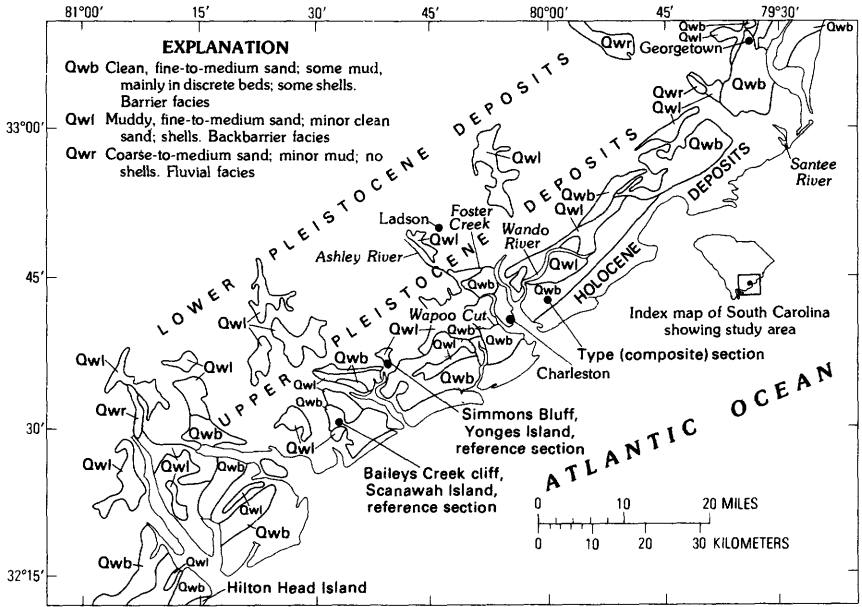 81°00'
15'
30'
45'
80°00'
45'
79°30'
EXPLANATION
Qwb Clean, fine-to-medium sand; some mud,
mainly in discrete beds; some shells.
Barrier facies
Qwl Muddy, fine-to-medium sand; minor clean
sand; shells. Backbarrier facies
Qwr Coarse-to-medium sand; minor mud; no
shells. Fluvial facies
Qwr
Qwb
Qwl
Georgetown
Qwb
Qwb
Qwr
Qwl
33°00'
Qwb
Santee
River
LOWER PLEISTOCENE DEPOSITS
Qwl
UPPER PLEISTOCENE DEPOSITS
HOLOCENE DEPOSITS
Qwb
Qwl
Ladson
Foster
Creek
Qwl
Ashley River
Wando
River
Qwl
45'
Qwb
Qwb
Index map of South Carolina
showing study area
Wapoo Cut
Qwl
Qwl
Qwb
Qwb
Qwl
Type (composite) section
Charleston
Qwl
Qwl
Qwb
Qwb
Qwl
Qwr
Qwb
Simmons Bluff,
Yonges Island,
reference section
ATLANTIC OCEAN
30'
Qwb
Qwl
Qwl
Qwl
Qwb
Baileys Creek cliff,
Scanawah Island,
reference section
Qwl
Qwb
0 10 20 MILES
0 10 20 30 KILOMETERS
Qwb
Qwl
32°15'
Qwb
Hilton Head Island